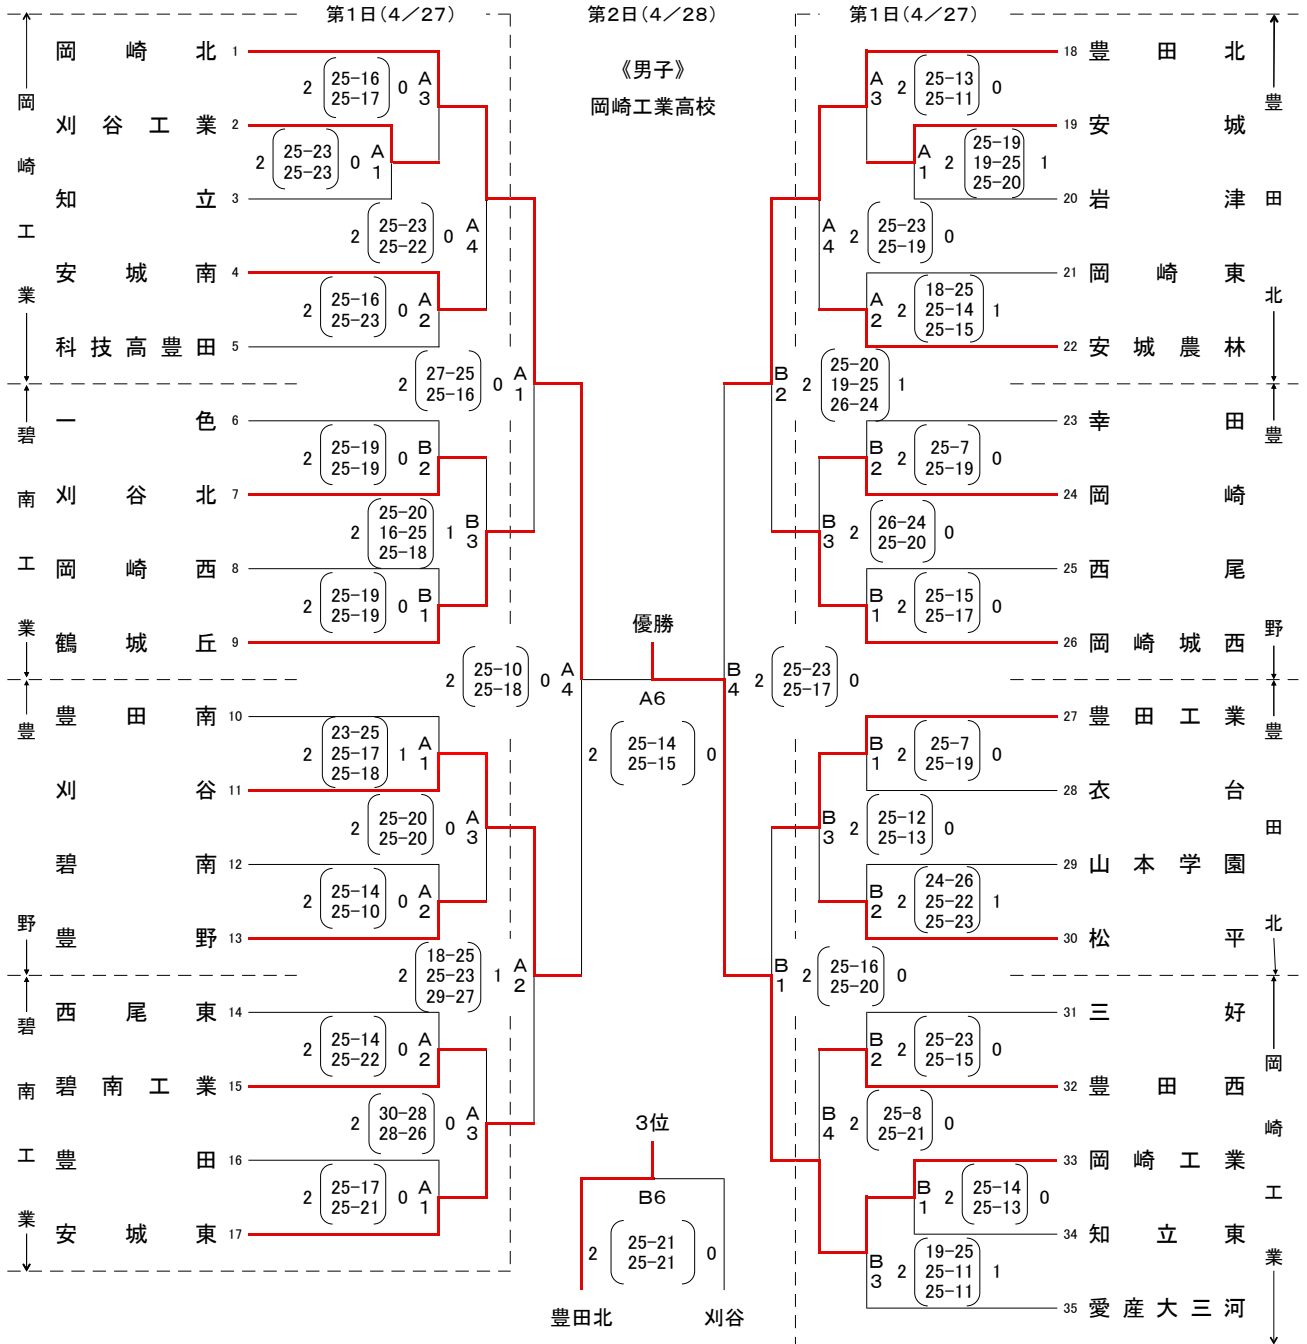 第1日(4／27)
第2日(4／28)
第1日(4／27)
《男子》
岡崎工業高校
岡崎工業
碧南工業
豊野
碧南工業
岡崎北 1
刈谷工業 2
知立 3
安城南 4
科技高豊田 5
一色 6
刈谷北 7
岡崎西 8
鶴城丘 9
豊田南 10
刈谷 11
碧南 12
豊野 13
西尾東 14
碧南工業 15
豊田 16
安城東 17
2 25-16 0 A3
25-17
2 25-23 0 A1
25-23
2 25-23 0 A4
25-22
2 25-16 0 A2
25-23
2 27-25 0 A1
25-16
2 25-19 0 B2
25-19
2 25-20 1 B3
16-25
25-18
2 25-19 0 B1
25-19
2 25-10 0 A4
25-18
2 23-25 1 A1
25-17
25-18
2 25-20 0 A3
25-20
2 25-14 0 A2
25-10
2 18-25 1 A2
25-23
29-27
2 25-14 0 A2
25-22
2 30-28 0 A3
28-26
2 25-17 0 A1
25-21
優勝
A6
2 25-14 0
25-15
3位
B6
2 25-21 0
25-21
豊田北 刈谷
18 豊田北
19 安城
20 岩津
21 岡崎東
22 安城農林
23 幸田
24 岡崎
25 西尾
26 岡崎城西
27 豊田工業
28 衣台
29 山本学園
30 松平
31 三好
32 豊田西
33 岡崎工業
34 知立東
35 愛産大三河
A3 2 25-13 0
25-11
A1 2 25-19 1
19-25
25-20
A4 2 25-23 0
25-19
A2 2 18-25 1
25-14
25-15
B2 2 25-20 1
19-25
26-24
B2 2 25-7 0
25-19
B3 2 26-24 0
25-20
B1 2 25-15 0
25-17
B4 2 25-23 0
25-17
B1 2 25-7 0
25-19
B3 2 25-12 0
25-13
B2 2 24-26 1
25-22
25-23
B1 2 25-16 0
25-20
B2 2 25-23 0
25-15
B4 2 25-8 0
25-21
B1 2 25-14 0
25-13
B3 2 19-25 1
25-11
25-11
豊田北
豊野
豊田北
岡崎工業